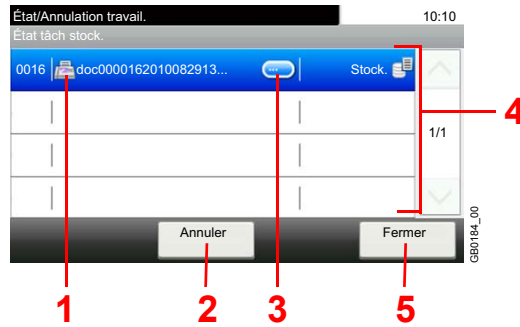 État/Annulation travail. 10:10
État tâch stock.
0016 doc0000162010082913... Stock.
4
1/1
Annuler Fermer
GB0184_00
1 2 3 5